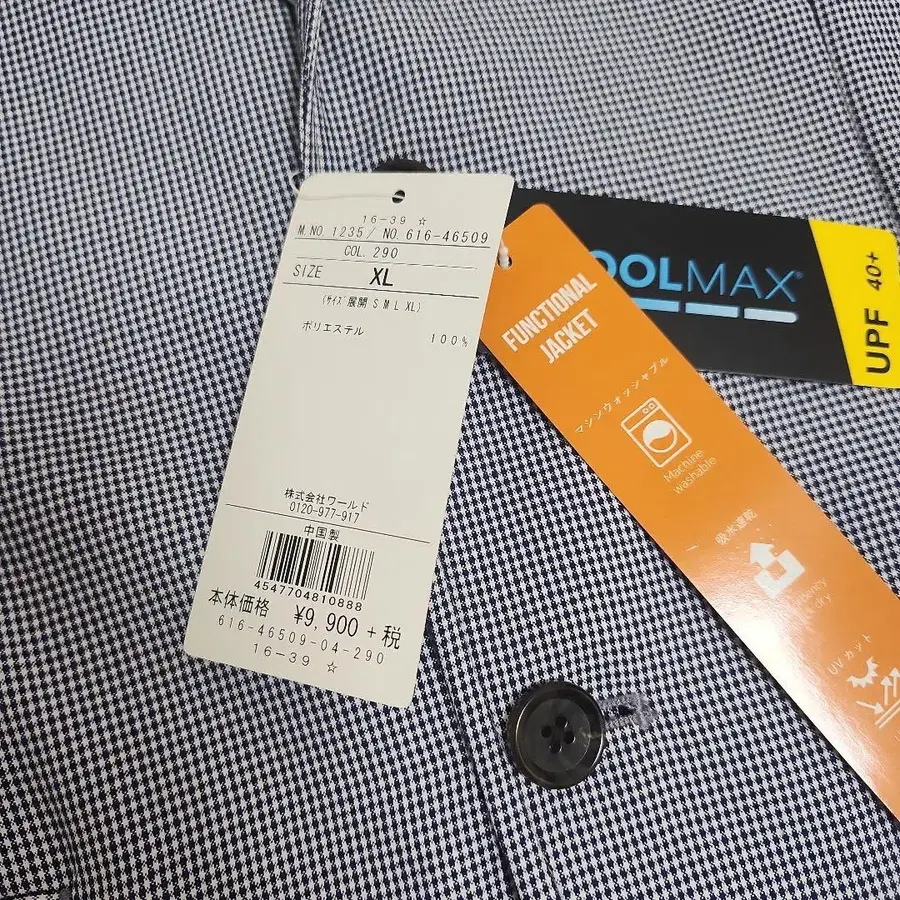 16-39 ☆
M.NO. 1235/ NO. 616-46509
COL. 290
SIZE XL
(サイズ展開 S M L XL)
ポリエステル 100%
株式会社ワールド
0120-977-917
中国製
4547704810888
本体価格 ¥9,900 +税
616-46509-04-290
16-39 ☆
OOLMAX®
UPF 40+
FUNCTIONAL
JACKET
マシンウォッシャブル
Machine
washable
吸水速乾
dry
UVカット